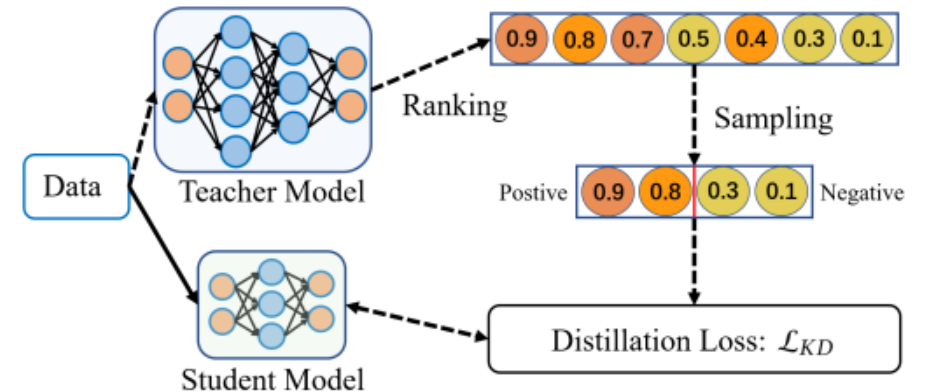 0.9 0.8 0.7 0.5 0.4 0.3 0.1
Ranking
Sampling
Data
Teacher Model
Postive 0.9 0.8 0.3 0.1 Negative
Distillation Loss: ℒ_KD
Student Model